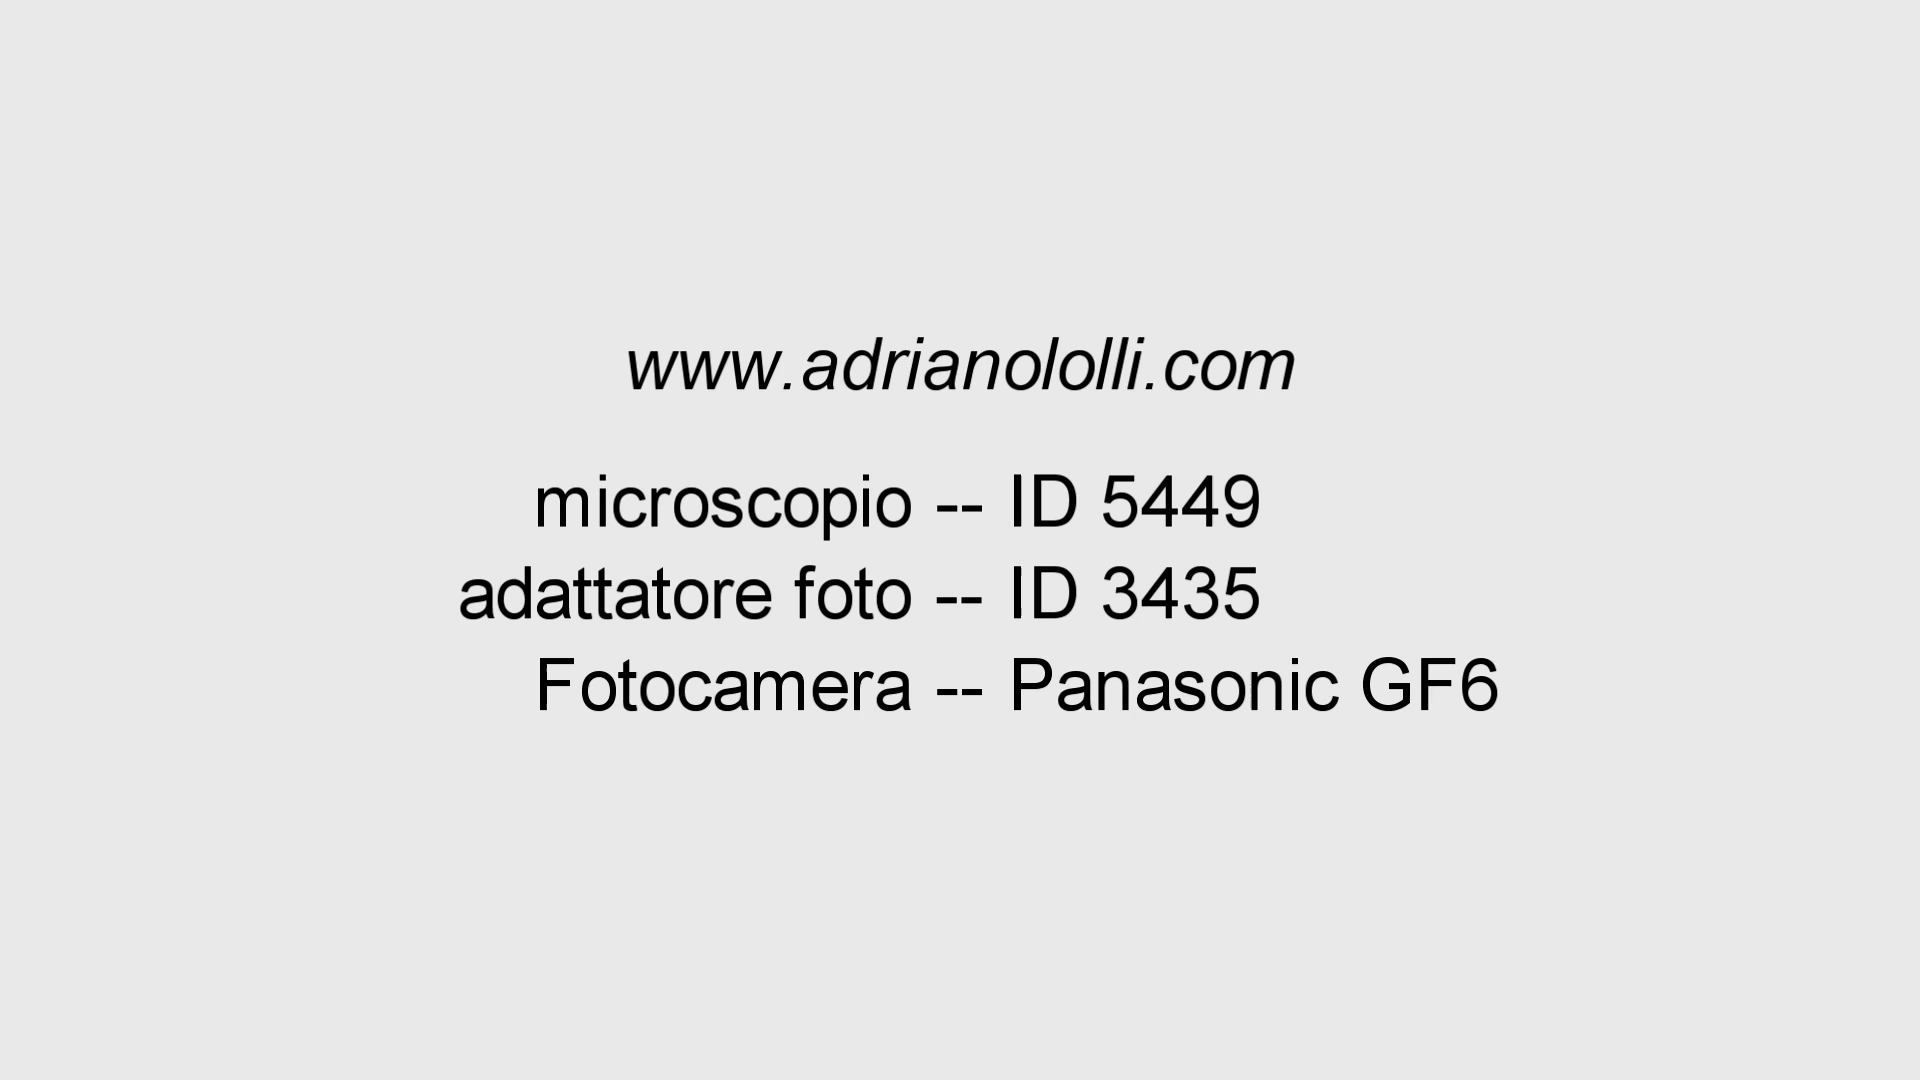 www.adrianololli.com
microscopio -- ID 5449
adattatore foto -- ID 3435
Fotocamera -- Panasonic GF6